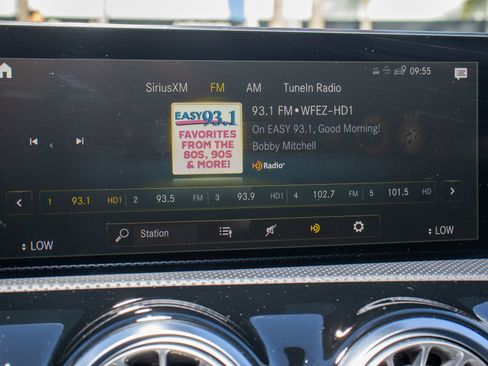 09:55
SiriusXM FM AM TuneIn Radio
EASY 93.1
FAVORITES
FROM THE
80S, 90S
& MORE!
93.1 FM • WFEZ-HD1
On EASY 93.1, Good Morning!
Bobby Mitchell
HD Radio
1 93.1 HD1 2 93.5 FM 3 93.9 FM 4 102.7 FM 5 101.5 HD
Station HD
LOW LOW